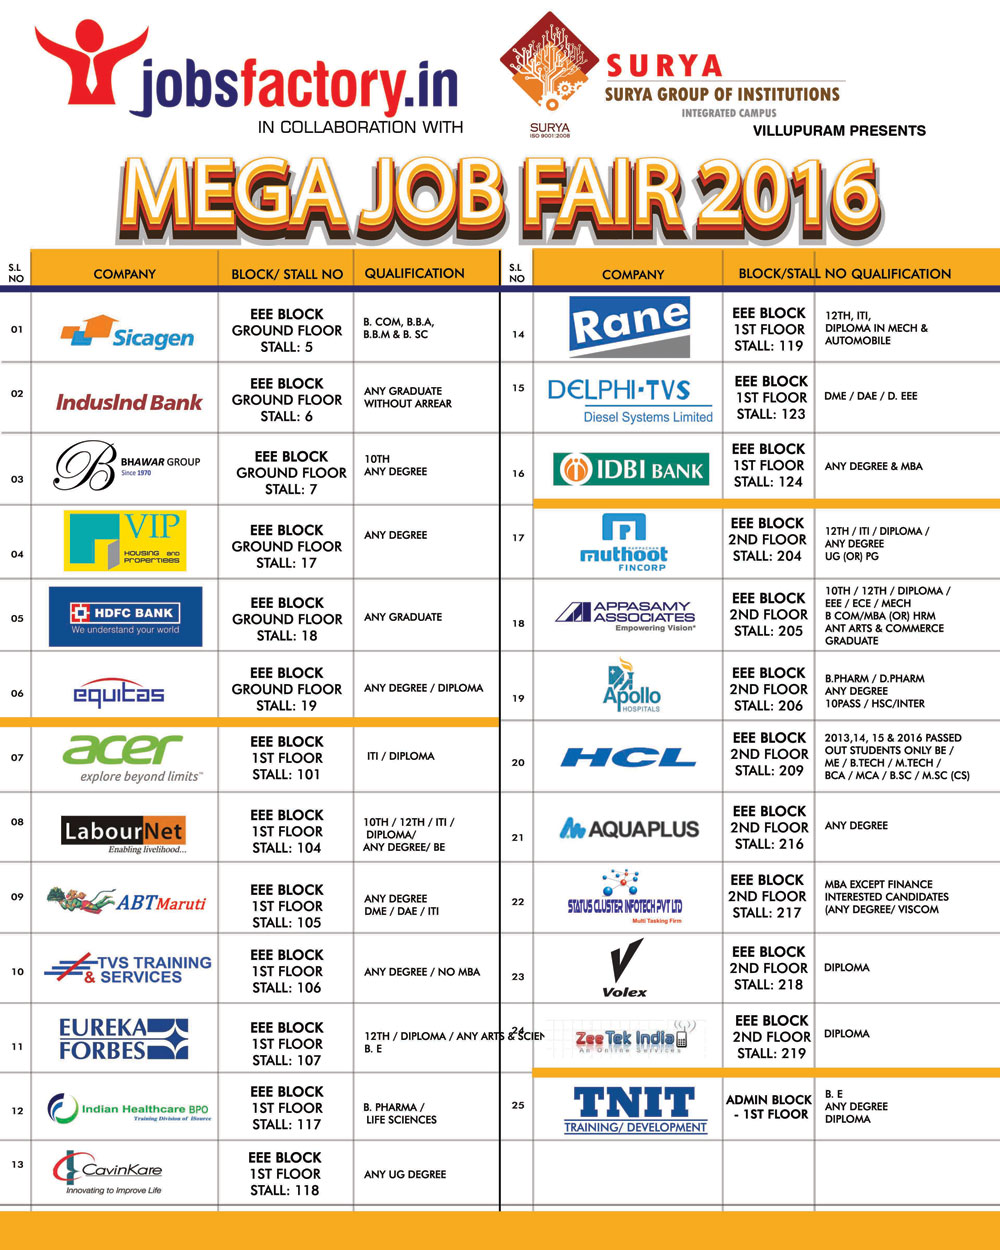 jobsfactory.in
IN COLLABORATION WITH
SURYA
ISO 9001:2008
SURYA
SURYA GROUP OF INSTITUTIONS
INTEGRATED CAMPUS
VILLUPURAM PRESENTS
MEGA JOB FAIR 2016
S.L NO COMPANY BLOCK/ STALL NO QUALIFICATION
01
Sicagen
EEE BLOCK
GROUND FLOOR
STALL: 5
B. COM, B.B.A,
B.B.M & B. SC
02
IndusInd Bank
EEE BLOCK
GROUND FLOOR
STALL: 6
ANY GRADUATE
WITHOUT ARREAR
03
B BHAWAR GROUP
Since 1970
EEE BLOCK
GROUND FLOOR
STALL: 7
10TH
ANY DEGREE
04
VIP
HOUSING and
PROPERTIEES
EEE BLOCK
GROUND FLOOR
STALL: 17
ANY DEGREE
05
HDFC BANK
We understand your world
EEE BLOCK
GROUND FLOOR
STALL: 18
ANY GRADUATE
06
equitas
EEE BLOCK
GROUND FLOOR
STALL: 19
ANY DEGREE / DIPLOMA
07
acer
explore beyond limits™
EEE BLOCK
1ST FLOOR
STALL: 101
ITI / DIPLOMA
08
LabourNet
Enabling livelihood...
EEE BLOCK
1ST FLOOR
STALL: 104
10TH / 12TH / ITI /
DIPLOMA/
ANY DEGREE/ BE
09
ABT Maruti
EEE BLOCK
1ST FLOOR
STALL: 105
ANY DEGREE
DME / DAE / ITI
10
TVS TRAINING
& SERVICES
EEE BLOCK
1ST FLOOR
STALL: 106
ANY DEGREE / NO MBA
11
EUREKA
FORBES
EEE BLOCK
1ST FLOOR
STALL: 107
12TH / DIPLOMA / ANY ARTS & SCIEN
B. E
12
Indian Healthcare BPO
Training Division of iSource
EEE BLOCK
1ST FLOOR
STALL: 117
B. PHARMA /
LIFE SCIENCES
13
CavinKare
Innovating to Improve Life
EEE BLOCK
1ST FLOOR
STALL: 118
ANY UG DEGREE
S.L NO COMPANY BLOCK/STALL NO QUALIFICATION
14
Rane
EEE BLOCK
1ST FLOOR
STALL: 119
12TH, ITI,
DIPLOMA IN MECH &
AUTOMOBILE
15
DELPHI-TVS
Diesel Systems Limited
EEE BLOCK
1ST FLOOR
STALL: 123
DME / DAE / D. EEE
16
IDBI BANK
EEE BLOCK
1ST FLOOR
STALL: 124
ANY DEGREE & MBA
17
muthoot
FINCORP
EEE BLOCK
2ND FLOOR
STALL: 204
12TH / ITI / DIPLOMA /
ANY DEGREE
UG (OR) PG
18
APPASAMY
ASSOCIATES
Empowering Vision*
EEE BLOCK
2ND FLOOR
STALL: 205
10TH / 12TH / DIPLOMA /
EEE / ECE / MECH
B COM/MBA (OR) HRM
ANT ARTS & COMMERCE
GRADUATE
19
Apollo
HOSPITALS
EEE BLOCK
2ND FLOOR
STALL: 206
B.PHARM / D.PHARM
ANY DEGREE
10PASS / HSC/INTER
20
HCL
EEE BLOCK
2ND FLOOR
STALL: 209
2013,14, 15 & 2016 PASSED
OUT STUDENTS ONLY BE /
ME / B.TECH / M.TECH /
BCA / MCA / B.SC / M.SC (CS)
21
AQUAPLUS
EEE BLOCK
2ND FLOOR
STALL: 216
ANY DEGREE
22
STATUS CLUSTER INFOTECH PVT LTD
Multi Tasking Firm
EEE BLOCK
2ND FLOOR
STALL: 217
MBA EXCEPT FINANCE
INTERESTED CANDIDATES
(ANY DEGREE/ VISCOM
23
Volex
EEE BLOCK
2ND FLOOR
STALL: 218
DIPLOMA
24
ZeeTek India
An Online Services
EEE BLOCK
2ND FLOOR
STALL: 219
DIPLOMA
25
TNIT
TRAINING/ DEVELOPMENT
ADMIN BLOCK
- 1ST FLOOR
B. E
ANY DEGREE
DIPLOMA